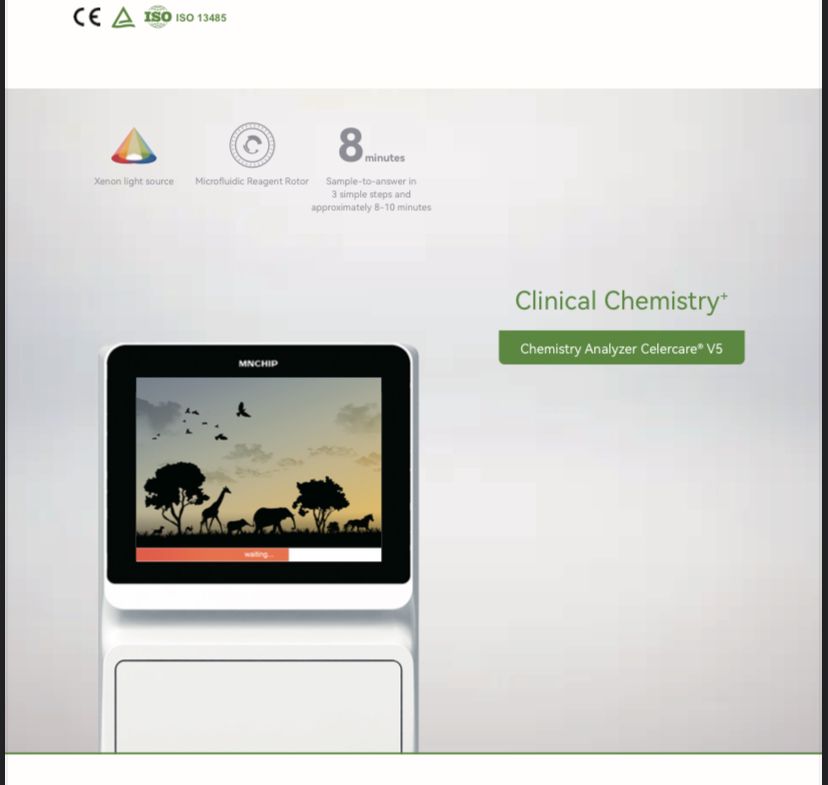 CE ISO ISO 13485
8 minutes
Xenon light source
Microfluidic Reagent Rotor
Sample-to-answer in
3 simple steps and
approximately 8-10 minutes
Clinical Chemistry⁺
Chemistry Analyzer Celercare® V5
MNCHIP
waiting...